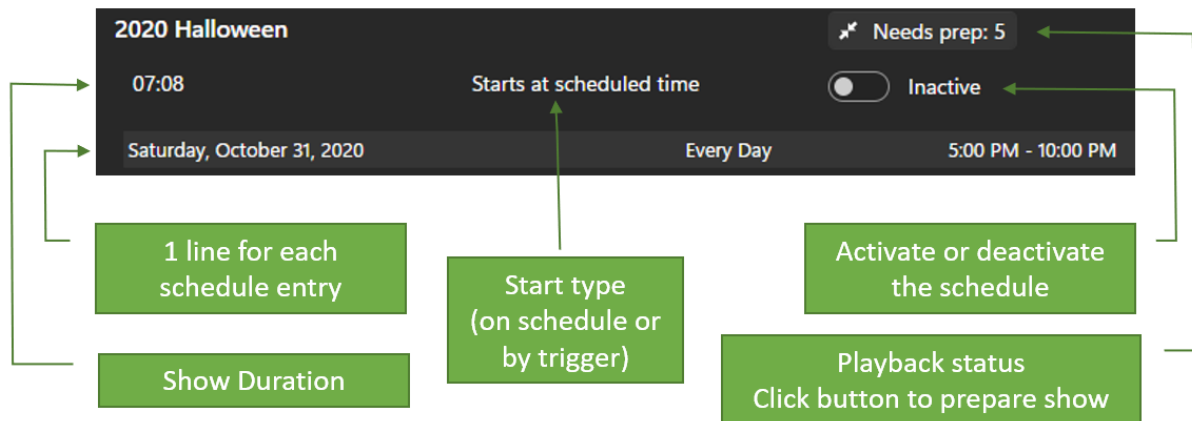 2020 Halloween
Needs prep: 5
07:08
Starts at scheduled time
Inactive
Saturday, October 31, 2020
Every Day
5:00 PM - 10:00 PM
1 line for each
schedule entry
Start type
(on schedule or
by trigger)
Activate or deactivate
the schedule
Show Duration
Playback status
Click button to prepare show